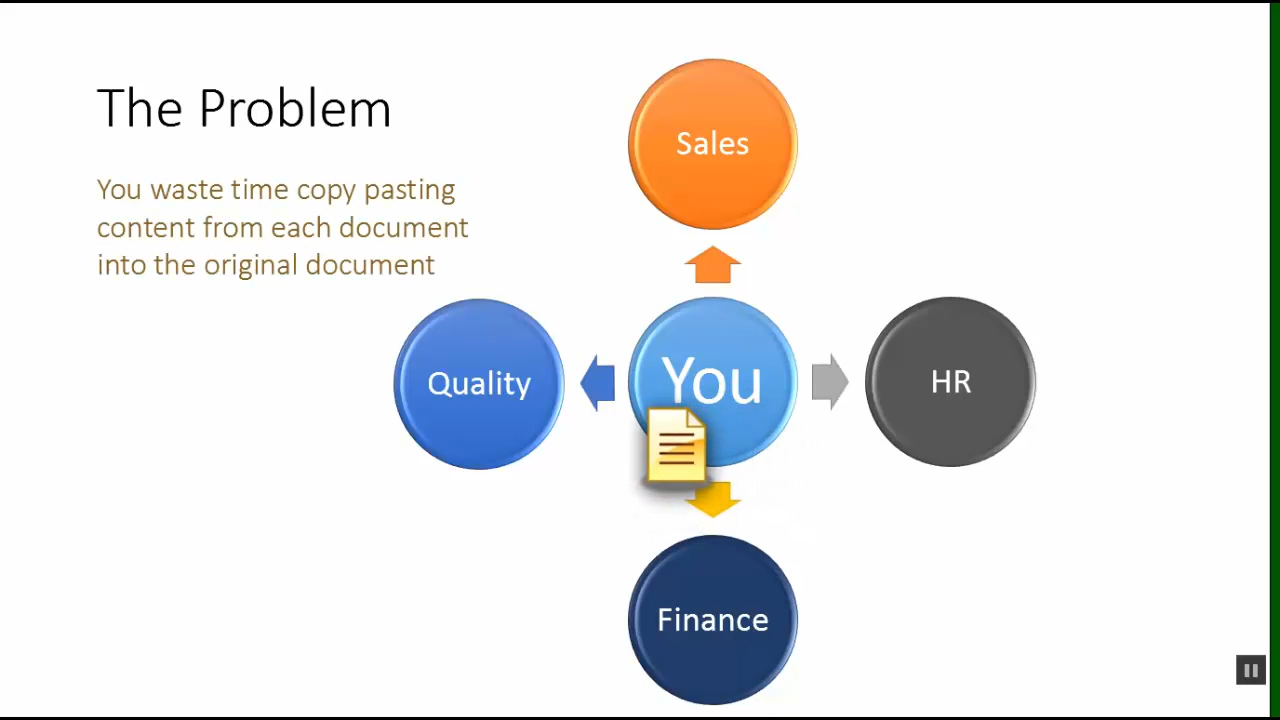 The Problem
You waste time copy pasting
content from each document
into the original document
Sales
Quality
You
HR
Finance